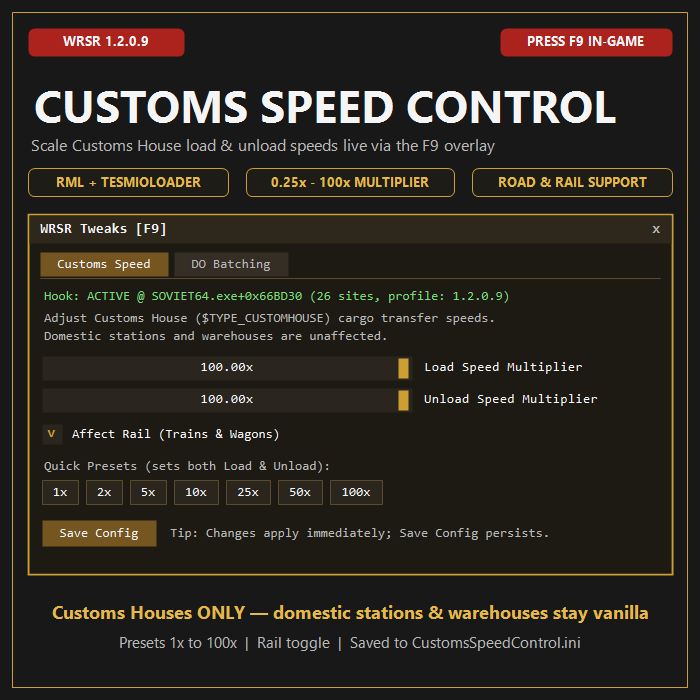 WRSR 1.2.0.9
PRESS F9 IN-GAME
CUSTOMS SPEED CONTROL
Scale Customs House load & unload speeds live via the F9 overlay
RML + TESMIOLOADER
0.25x - 100x MULTIPLIER
ROAD & RAIL SUPPORT
WRSR Tweaks [F9]
x
Customs Speed
DO Batching
Hook: ACTIVE @ SOVIET64.exe+0x66BD30 (26 sites, profile: 1.2.0.9)
Adjust Customs House ($TYPE_CUSTOMHOUSE) cargo transfer speeds.
Domestic stations and warehouses are unaffected.
100.00x
Load Speed Multiplier
100.00x
Unload Speed Multiplier
V Affect Rail (Trains & Wagons)
Quick Presets (sets both Load & Unload):
1x 2x 5x 10x 25x 50x 100x
Save Config
Tip: Changes apply immediately; Save Config persists.
Customs Houses ONLY — domestic stations & warehouses stay vanilla
Presets 1x to 100x | Rail toggle | Saved to CustomsSpeedControl.ini